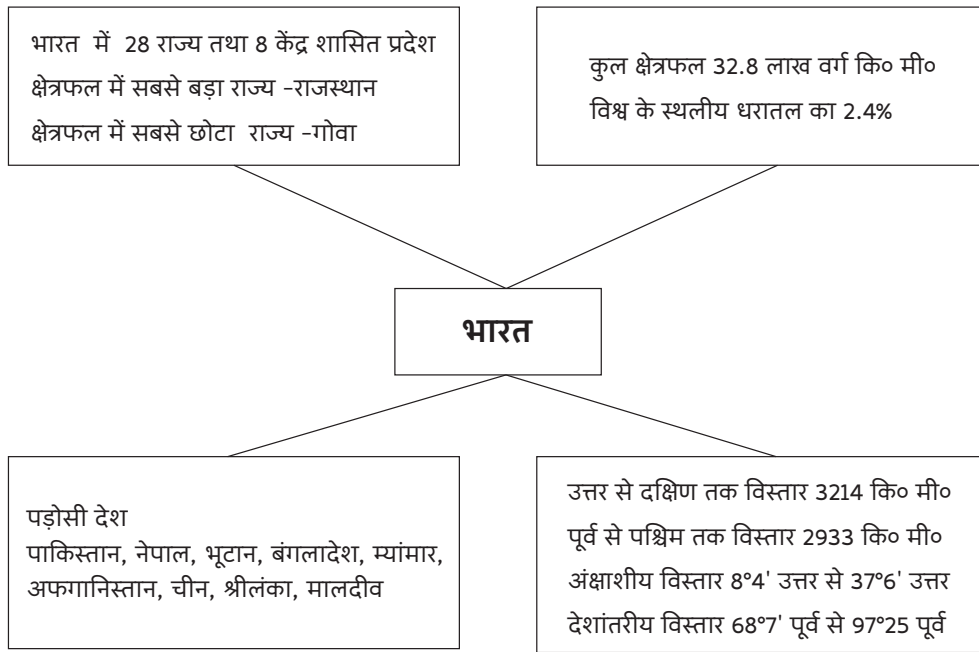 भारत में 28 राज्य तथा 8 केंद्र शासित प्रदेश
क्षेत्रफल में सबसे बड़ा राज्य -राजस्थान
क्षेत्रफल में सबसे छोटा राज्य -गोवा
कुल क्षेत्रफल 32.8 लाख वर्ग कि० मी०
विश्व के स्थलीय धरातल का 2.4%
भारत
पड़ोसी देश
पाकिस्तान, नेपाल, भूटान, बंगलादेश, म्यांमार,
अफगानिस्तान, चीन, श्रीलंका, मालदीव
उत्तर से दक्षिण तक विस्तार 3214 कि० मी०
पूर्व से पश्चिम तक विस्तार 2933 कि० मी०
अंक्षाशीय विस्तार 8°4' उत्तर से 37°6' उत्तर
देशांतरीय विस्तार 68°7' पूर्व से 97°25 पूर्व